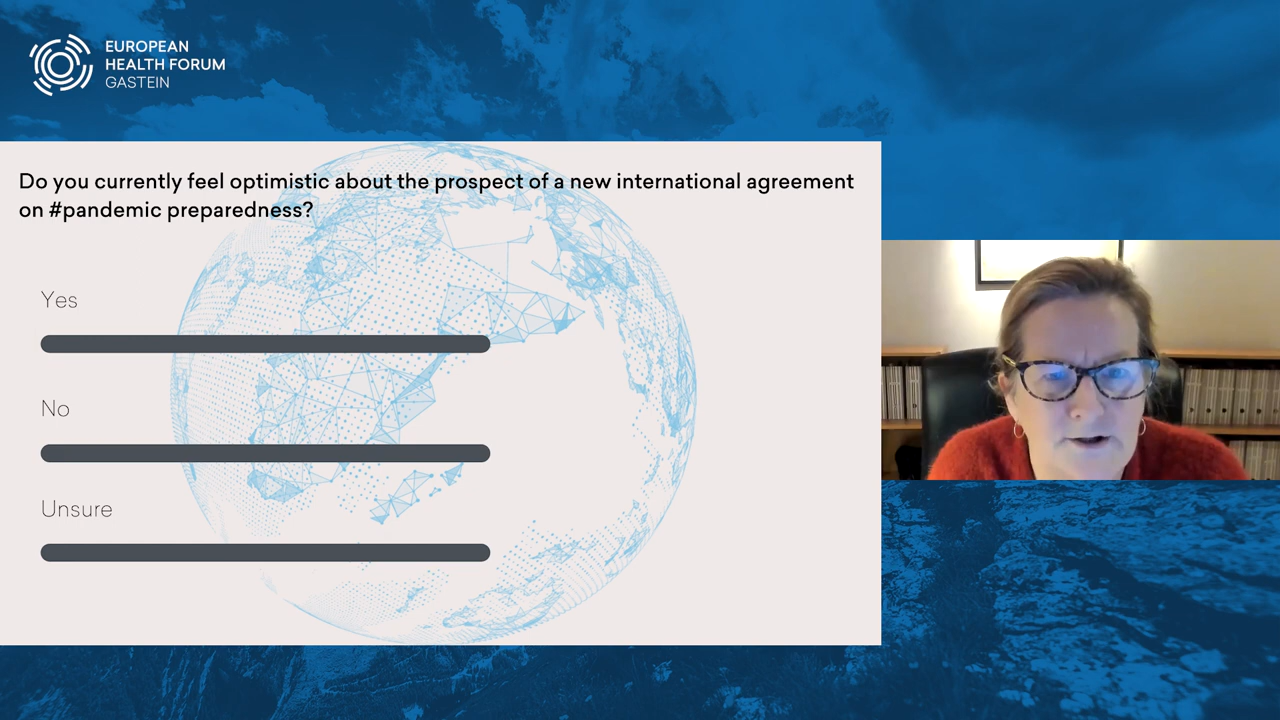 EUROPEAN
HEALTH FORUM
GASTEIN
Do you currently feel optimistic about the prospect of a new international agreement
on #pandemic preparedness?
Yes
No
Unsure